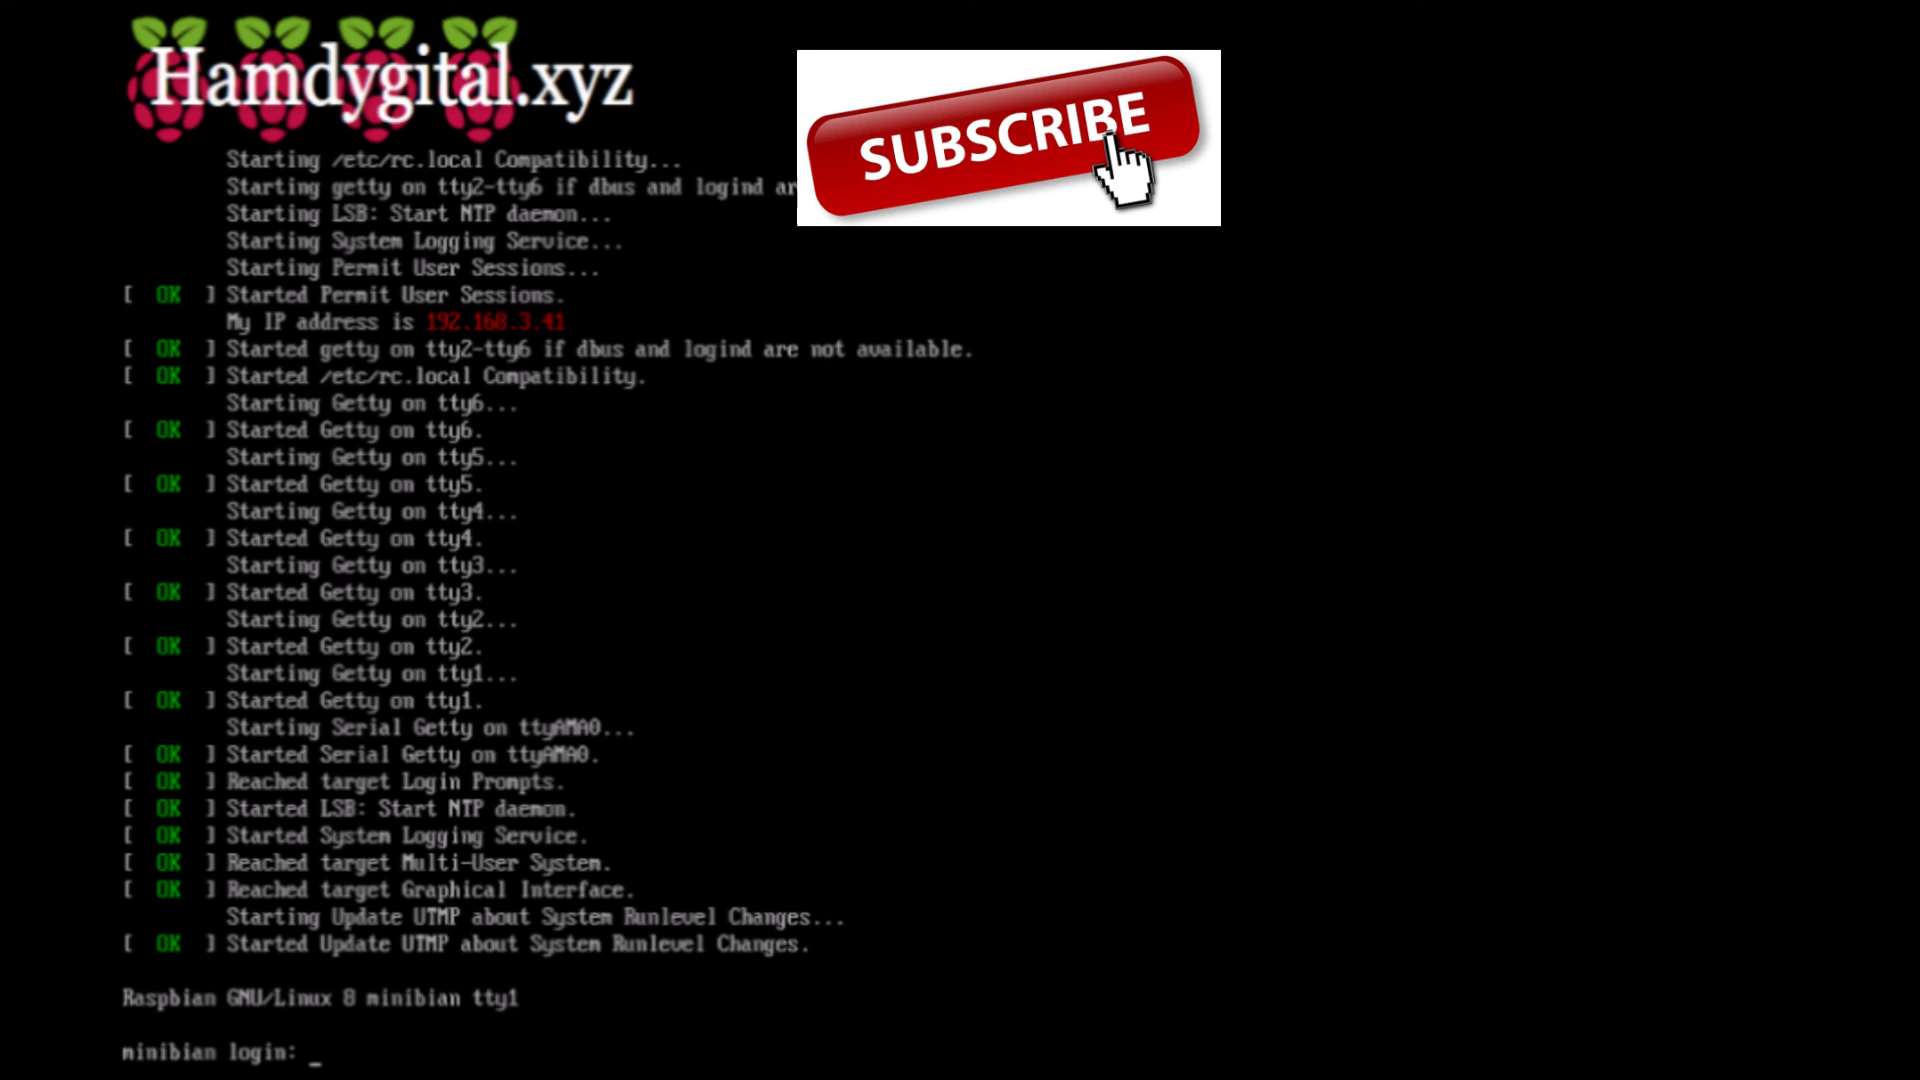 Hamdygital.xyz
SUBSCRIBE
Starting /etc/rc.local Compatibility...
Starting getty on tty2-tty6 if dbus and logind ar
Starting LSB: Start NTP daemon...
Starting System Logging Service...
Starting Permit User Sessions...
[ OK ] Started Permit User Sessions.
My IP address is 192.168.3.41
[ OK ] Started getty on tty2-tty6 if dbus and logind are not available.
[ OK ] Started /etc/rc.local Compatibility.
Starting Getty on tty6...
[ OK ] Started Getty on tty6.
Starting Getty on tty5...
[ OK ] Started Getty on tty5.
Starting Getty on tty4...
[ OK ] Started Getty on tty4.
Starting Getty on tty3...
[ OK ] Started Getty on tty3.
Starting Getty on tty2...
[ OK ] Started Getty on tty2.
Starting Getty on tty1...
[ OK ] Started Getty on tty1.
Starting Serial Getty on ttyAMA0...
[ OK ] Started Serial Getty on ttyAMA0.
[ OK ] Reached target Login Prompts.
[ OK ] Started LSB: Start NTP daemon.
[ OK ] Started System Logging Service.
[ OK ] Reached target Multi-User System.
[ OK ] Reached target Graphical Interface.
Starting Update UTMP about System Runlevel Changes...
[ OK ] Started Update UTMP about System Runlevel Changes.
Raspbian GNU/Linux 8 minibian tty1
minibian login: _